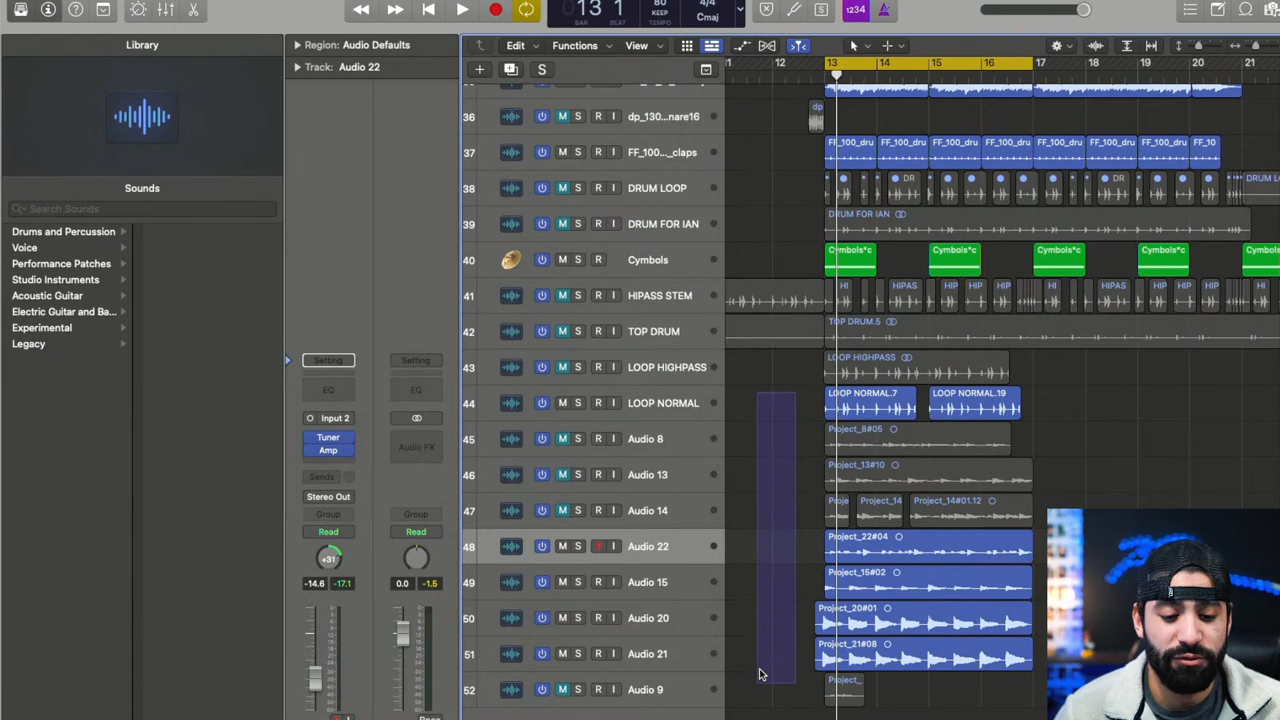 13 1
BAR BEAT
80
KEEP
TEMPO
4/4
Cmaj
S
1234
Library
Region: Audio Defaults
Track: Audio 22
Edit
Functions
View
S
12 13 14 15 16 17 18 19 20 21
Sounds
Search Sounds
Drums and Percussion
Voice
Performance Patches
Studio Instruments
Acoustic Guitar
Electric Guitar and Ba...
Experimental
Legacy
Setting Setting
EQ EQ
Input 2
Tuner
Amp
Audio FX
Sends
Stereo Out
Group Group
Read Read
+31
-14.6 -17.1 0.0 -1.5
36 M S R I dp_130...nare16 dp
37 M S R I FF_100..._claps FF_100_dru FF_100_dru FF_100_dru FF_100_dru FF_100_dru FF_100_dru FF_100_dru FF_10
38 M S R I DRUM LOOP DR DR DRUM LO
39 M S R I DRUM FOR IAN DRUM FOR IAN
40 M S R Cymbols Cymbols*c Cymbols*c Cymbols*c Cymbols*c Cymbols*c
41 M S R I HIPASS STEM HI HIPAS HIP HIP HI HIPAS HIP HIP HIP HI
42 M S R I TOP DRUM TOP DRUM.5
43 M S R I LOOP HIGHPASS LOOP HIGHPASS
44 M S R I LOOP NORMAL LOOP NORMAL.7 LOOP NORMAL.19
45 M S R I Audio 8 Project_8#05
46 M S R I Audio 13 Project_13#10
47 M S R I Audio 14 Proje Project_14 Project_14#01.12
48 M S R I Audio 22 Project_22#04
49 M S R I Audio 15 Project_15#02
50 M S R I Audio 20 Project_20#01
51 M S R I Audio 21 Project_21#08
52 M S R I Audio 9 Project_